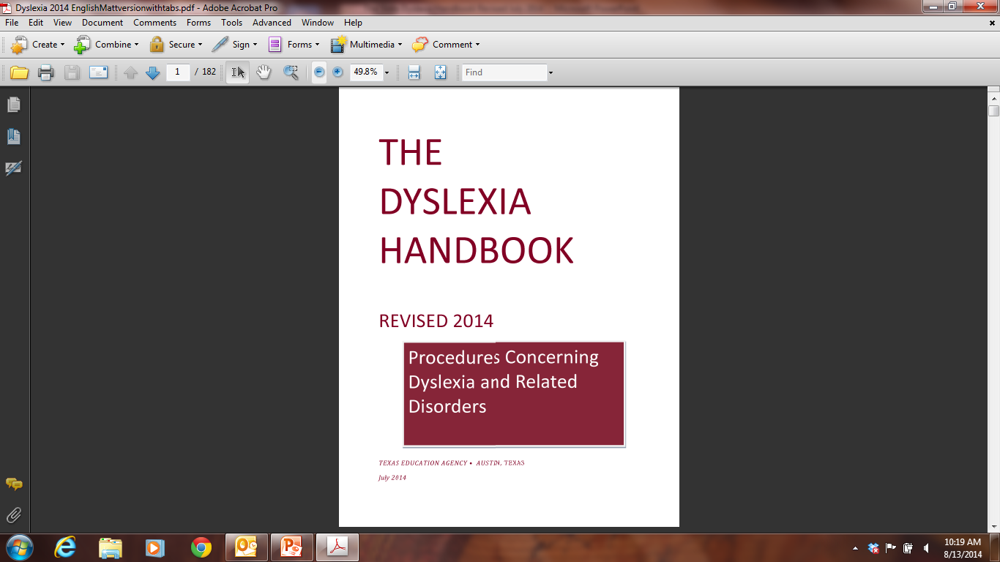 Dyslexia 2014 EnglishMattversionwithtabs.pdf - Adobe Acrobat Pro
File Edit View Document Comments Forms Tools Advanced Window Help
Create Combine Secure Sign Forms Multimedia Comment
1 / 182 49.8% Find
THE
DYSLEXIA
HANDBOOK
REVISED 2014
Procedures Concerning
Dyslexia and Related
Disorders
TEXAS EDUCATION AGENCY • AUSTIN, TEXAS
July 2014
10:19 AM
8/13/2014